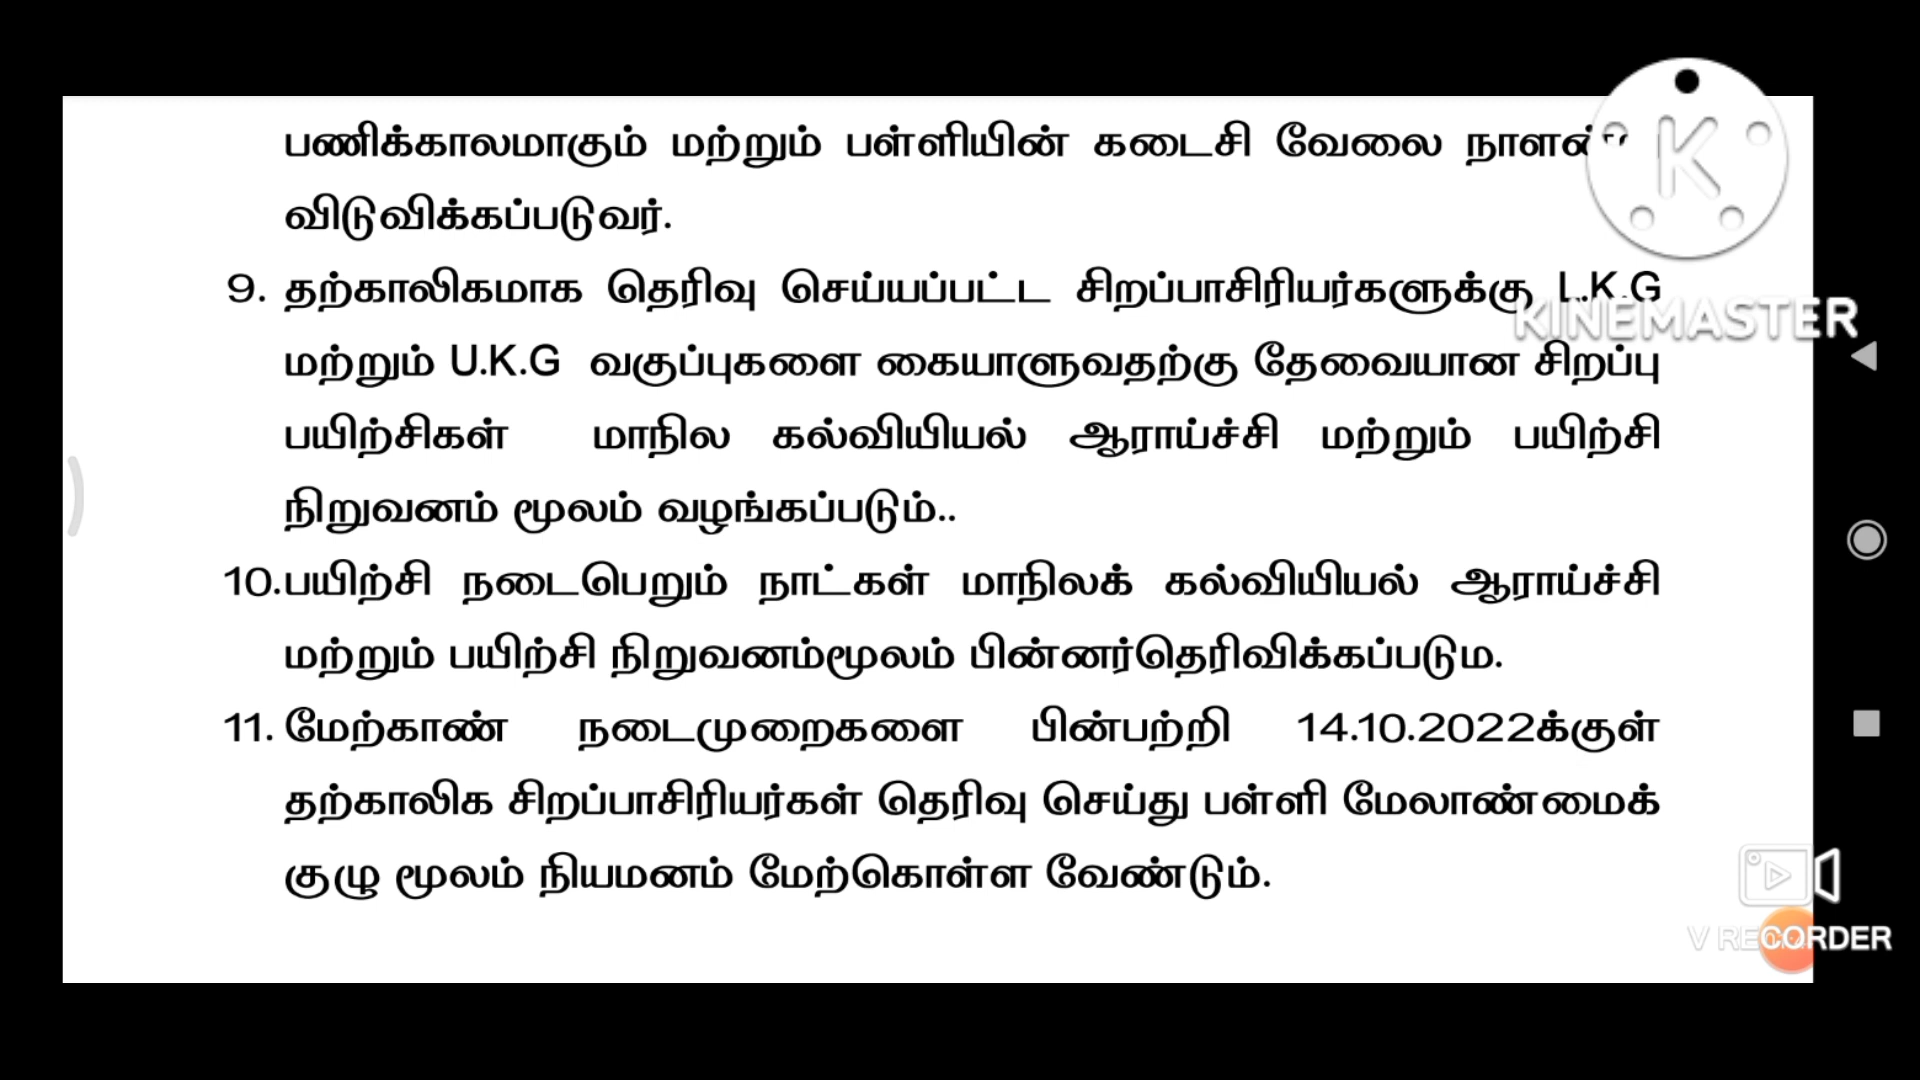 பணிக்காலமாகும் மற்றும் பள்ளியின் கடைசி வேலை
விடுவிக்கப்படுவர்.
9. தற்காலிகமாக தெரிவு செய்யப்பட்ட சிறப்பாசிரியர்களுக்கு L.K.G
KINEMASTER
மற்றும் U.K.G வகுப்புகளை கையாளுவதற்கு தேவையான சிறப்பு
பயிற்சிகள் மாநில கல்வியியல் ஆராய்ச்சி மற்றும் பயிற்சி
நிறுவனம் மூலம் வழங்கப்படும்..
10.பயிற்சி நடைபெறும் நாட்கள் மாநிலக் கல்வியியல் ஆராய்ச்சி
மற்றும் பயிற்சி நிறுவனம்மூலம் பின்னர்தெரிவிக்கப்படும.
11. மேற்காண் நடைமுறைகளை பின்பற்றி 14.10.2022க்குள்
தற்காலிக சிறப்பாசிரியர்கள் தெரிவு செய்து பள்ளி மேலாண்மைக்
குழு மூலம் நியமனம் மேற்கொள்ள வேண்டும்.
V RECORDER